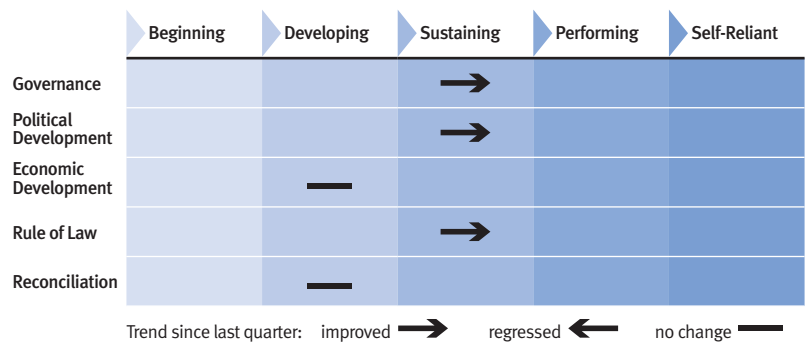 Beginning Developing Sustaining Performing Self-Reliant
Governance
Political
Development
Economic
Development
Rule of Law
Reconciliation
Trend since last quarter: improved regressed no change